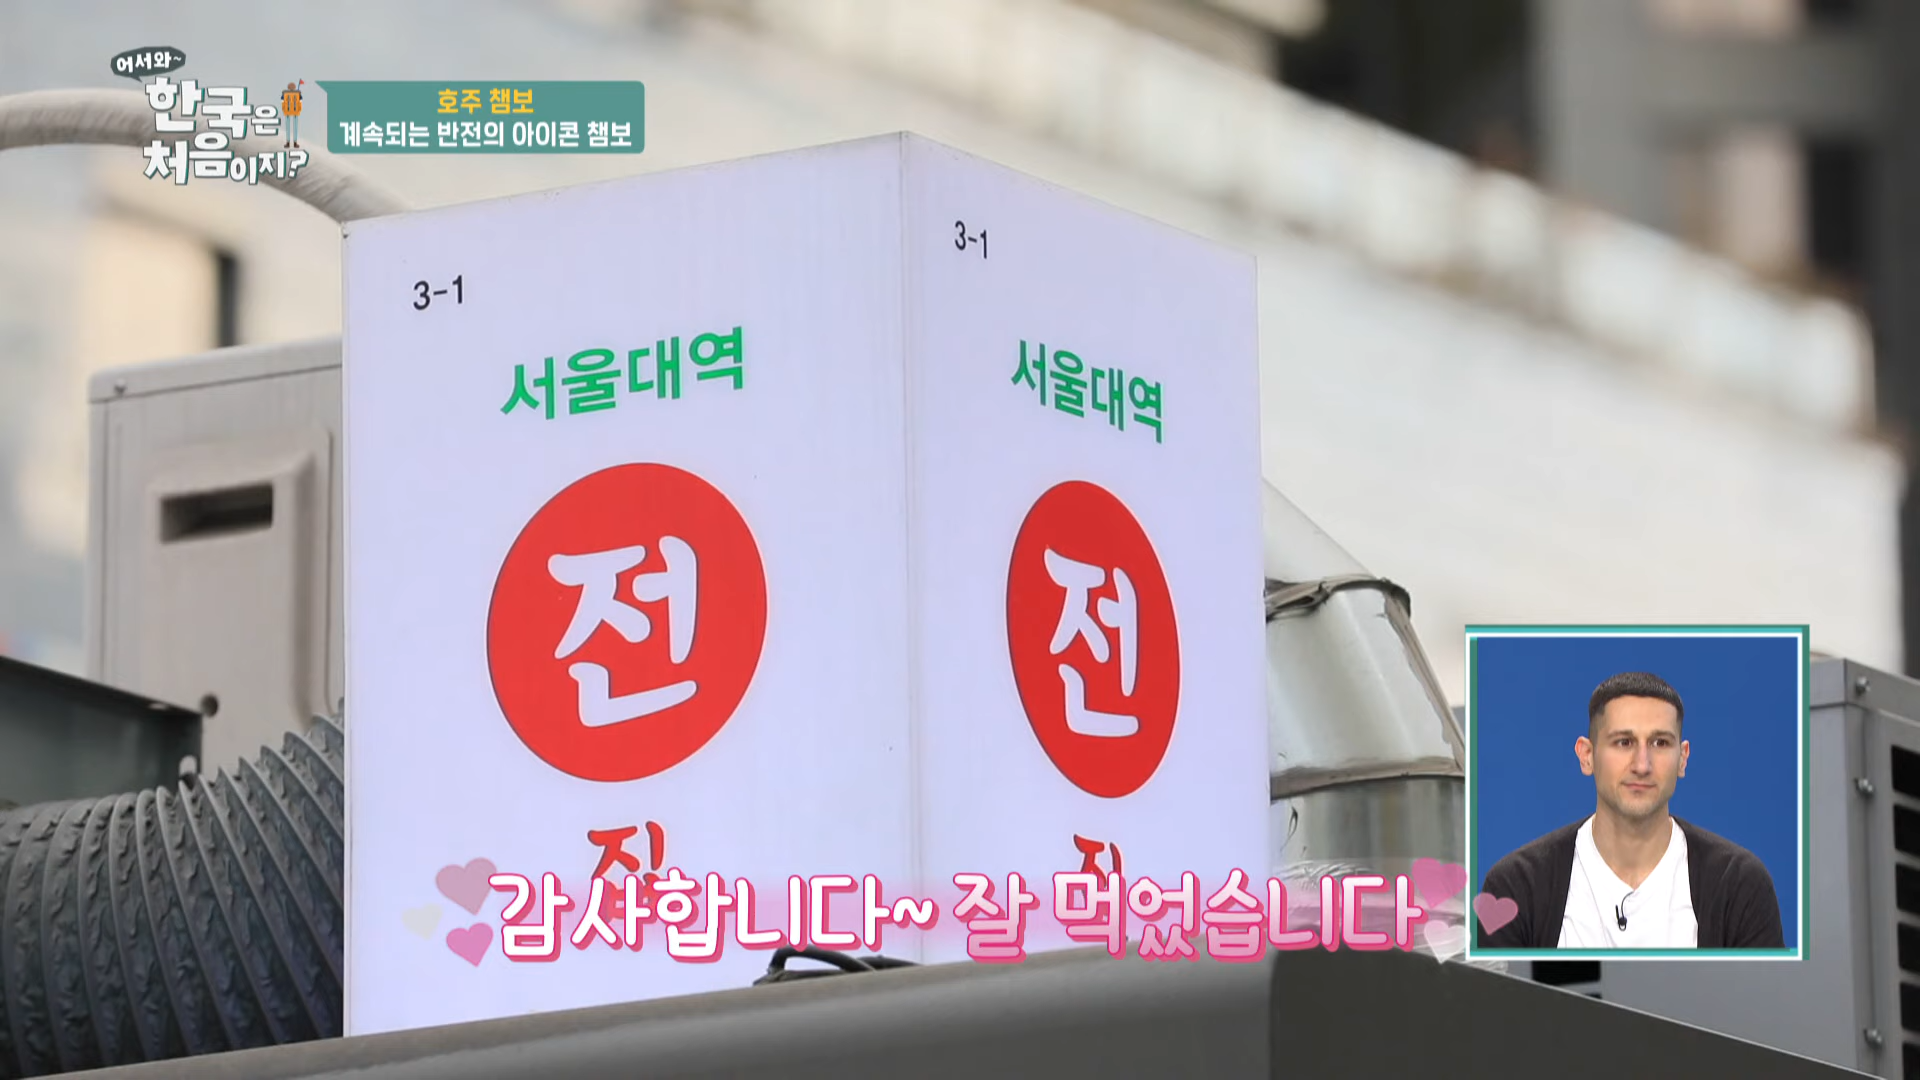 어서와~
한국은
처음이지?
호주 챔보
계속되는 반전의 아이콘 챔보
3-1
서울대역
전
집
3-1
서울대역
전
집
감사합니다~ 잘 먹었습니다